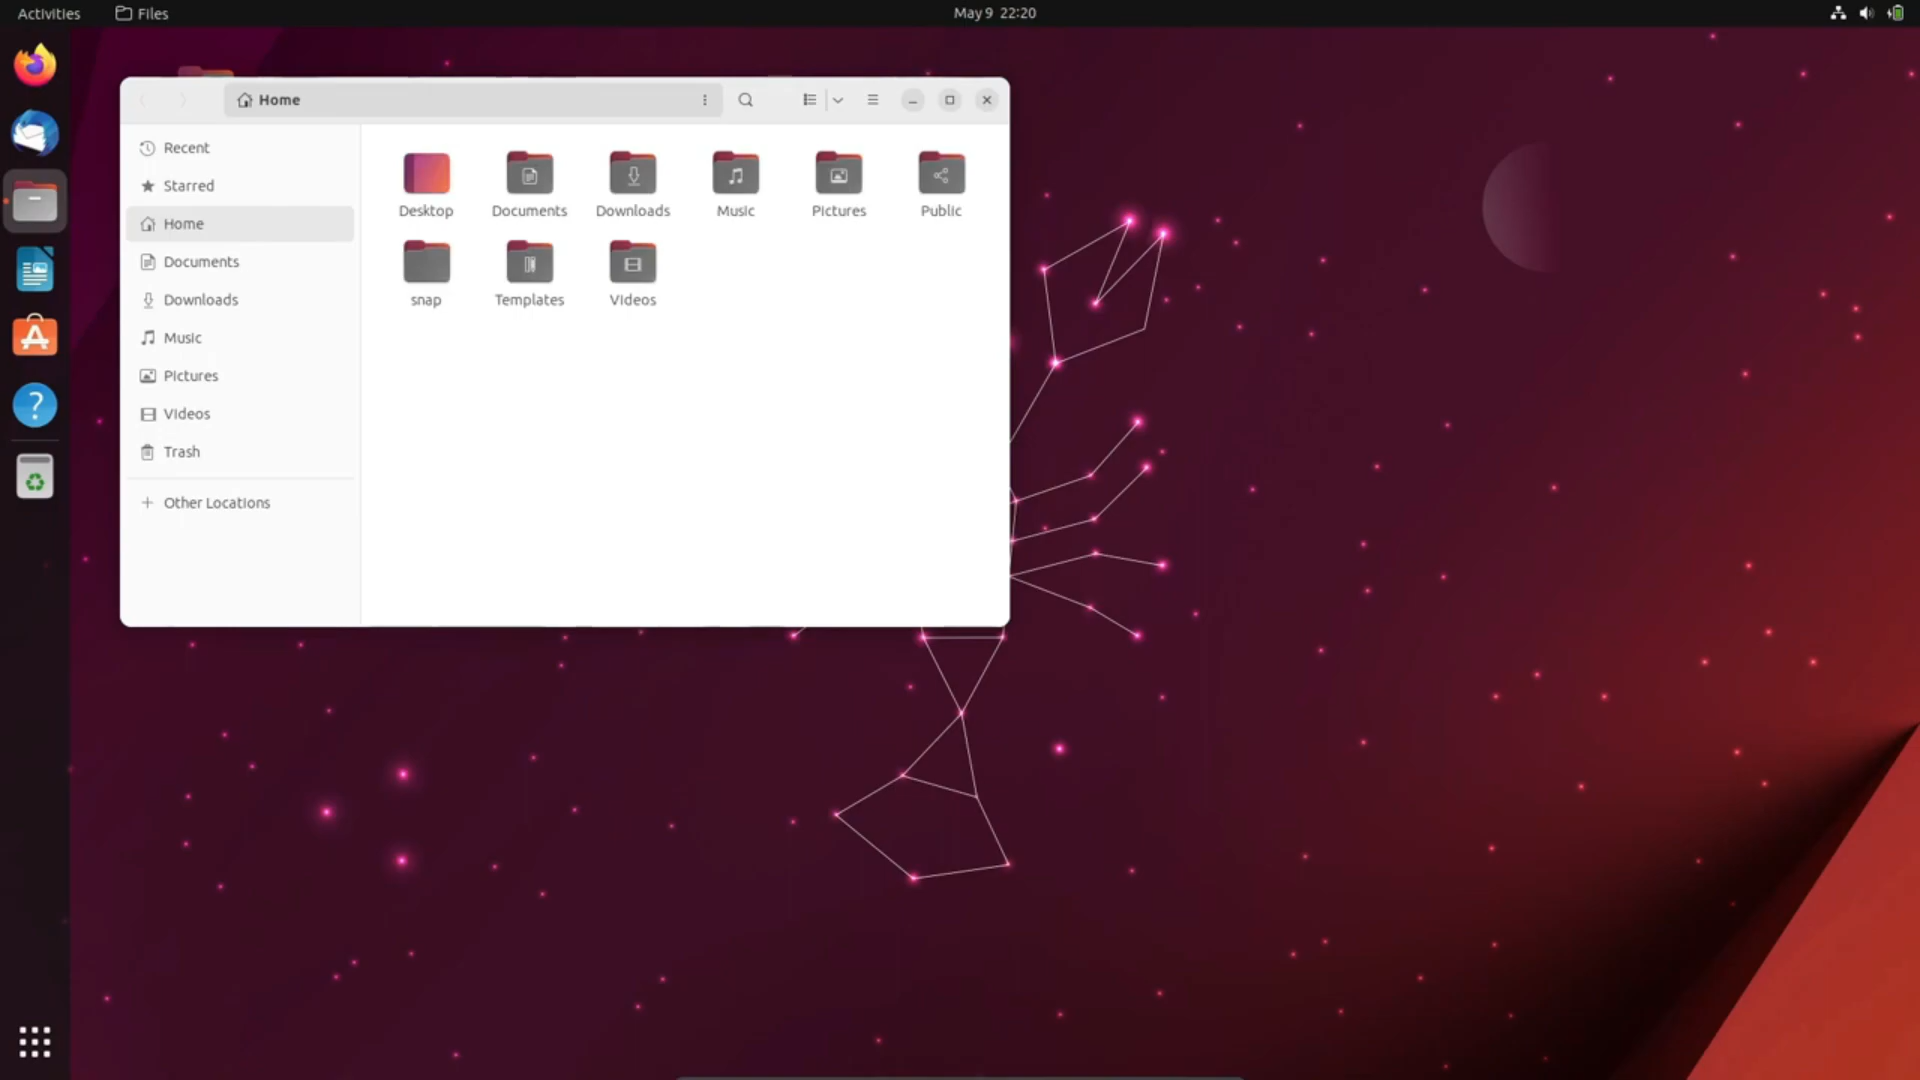 Activities Files May 9 22:20
Home
Recent
Starred
Home
Documents
Downloads
Music
Pictures
Videos
Trash
Other Locations
Desktop Documents Downloads Music Pictures Public
snap Templates Videos